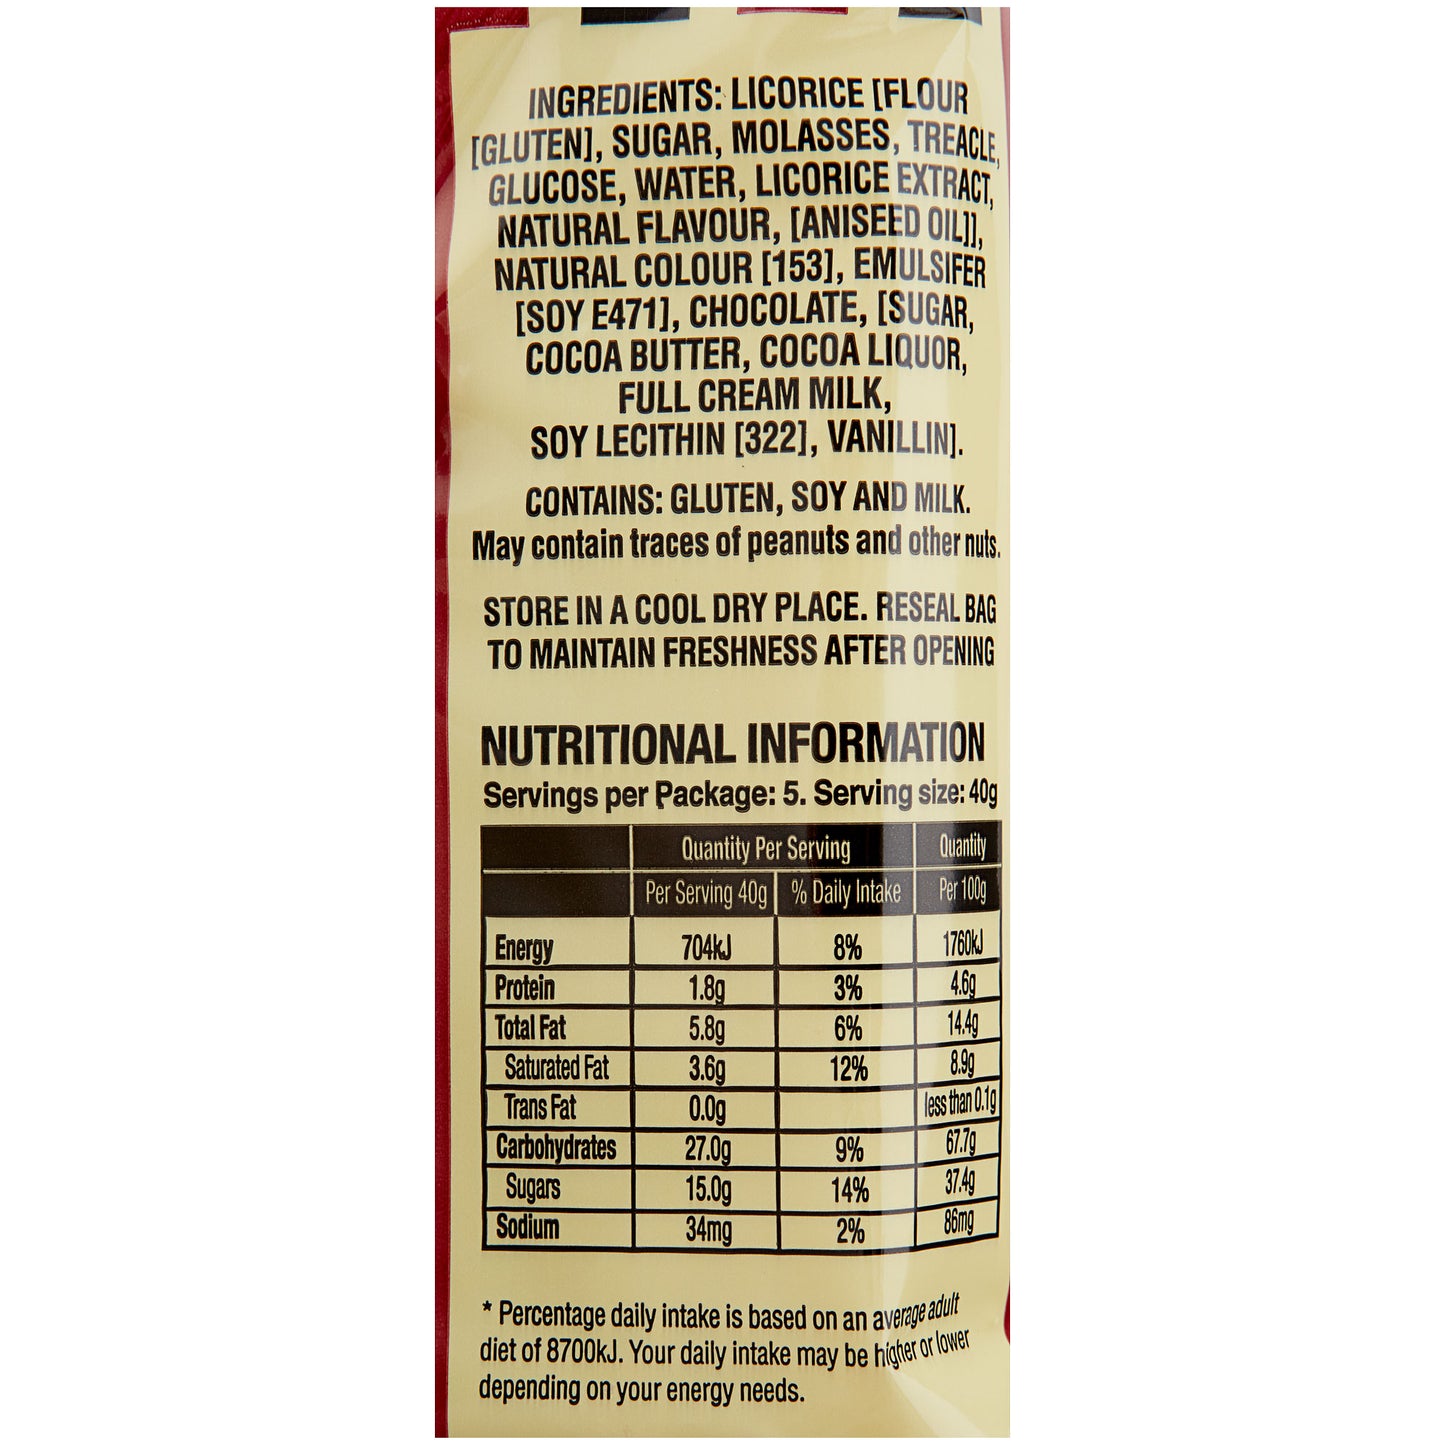 INGREDIENTS: LICORICE [FLOUR
[GLUTEN], SUGAR, MOLASSES, TREACLE,
GLUCOSE, WATER, LICORICE EXTRACT,
NATURAL FLAVOUR, [ANISEED OIL]],
NATURAL COLOUR [153], EMULSIFER
[SOY E471], CHOCOLATE, [SUGAR,
COCOA BUTTER, COCOA LIQUOR,
FULL CREAM MILK,
SOY LECITHIN [322], VANILLIN].
CONTAINS: GLUTEN, SOY AND MILK.
May contain traces of peanuts and other nuts.
STORE IN A COOL DRY PLACE. RESEAL BAG
TO MAINTAIN FRESHNESS AFTER OPENING
NUTRITIONAL INFORMATION
Servings per Package: 5. Serving size: 40g
Quantity Per Serving Quantity
Per Serving 40g % Daily Intake Per 100g
Energy 704kJ 8% 1760kJ
Protein 1.8g 3% 4.6g
Total Fat 5.8g 6% 14.4g
Saturated Fat 3.6g 12% 8.9g
Trans Fat 0.0g less than 0.1g
Carbohydrates 27.0g 9% 67.7g
Sugars 15.0g 14% 37.4g
Sodium 34mg 2% 86mg
* Percentage daily intake is based on an average adult
diet of 8700kJ. Your daily intake may be higher or lower
depending on your energy needs.